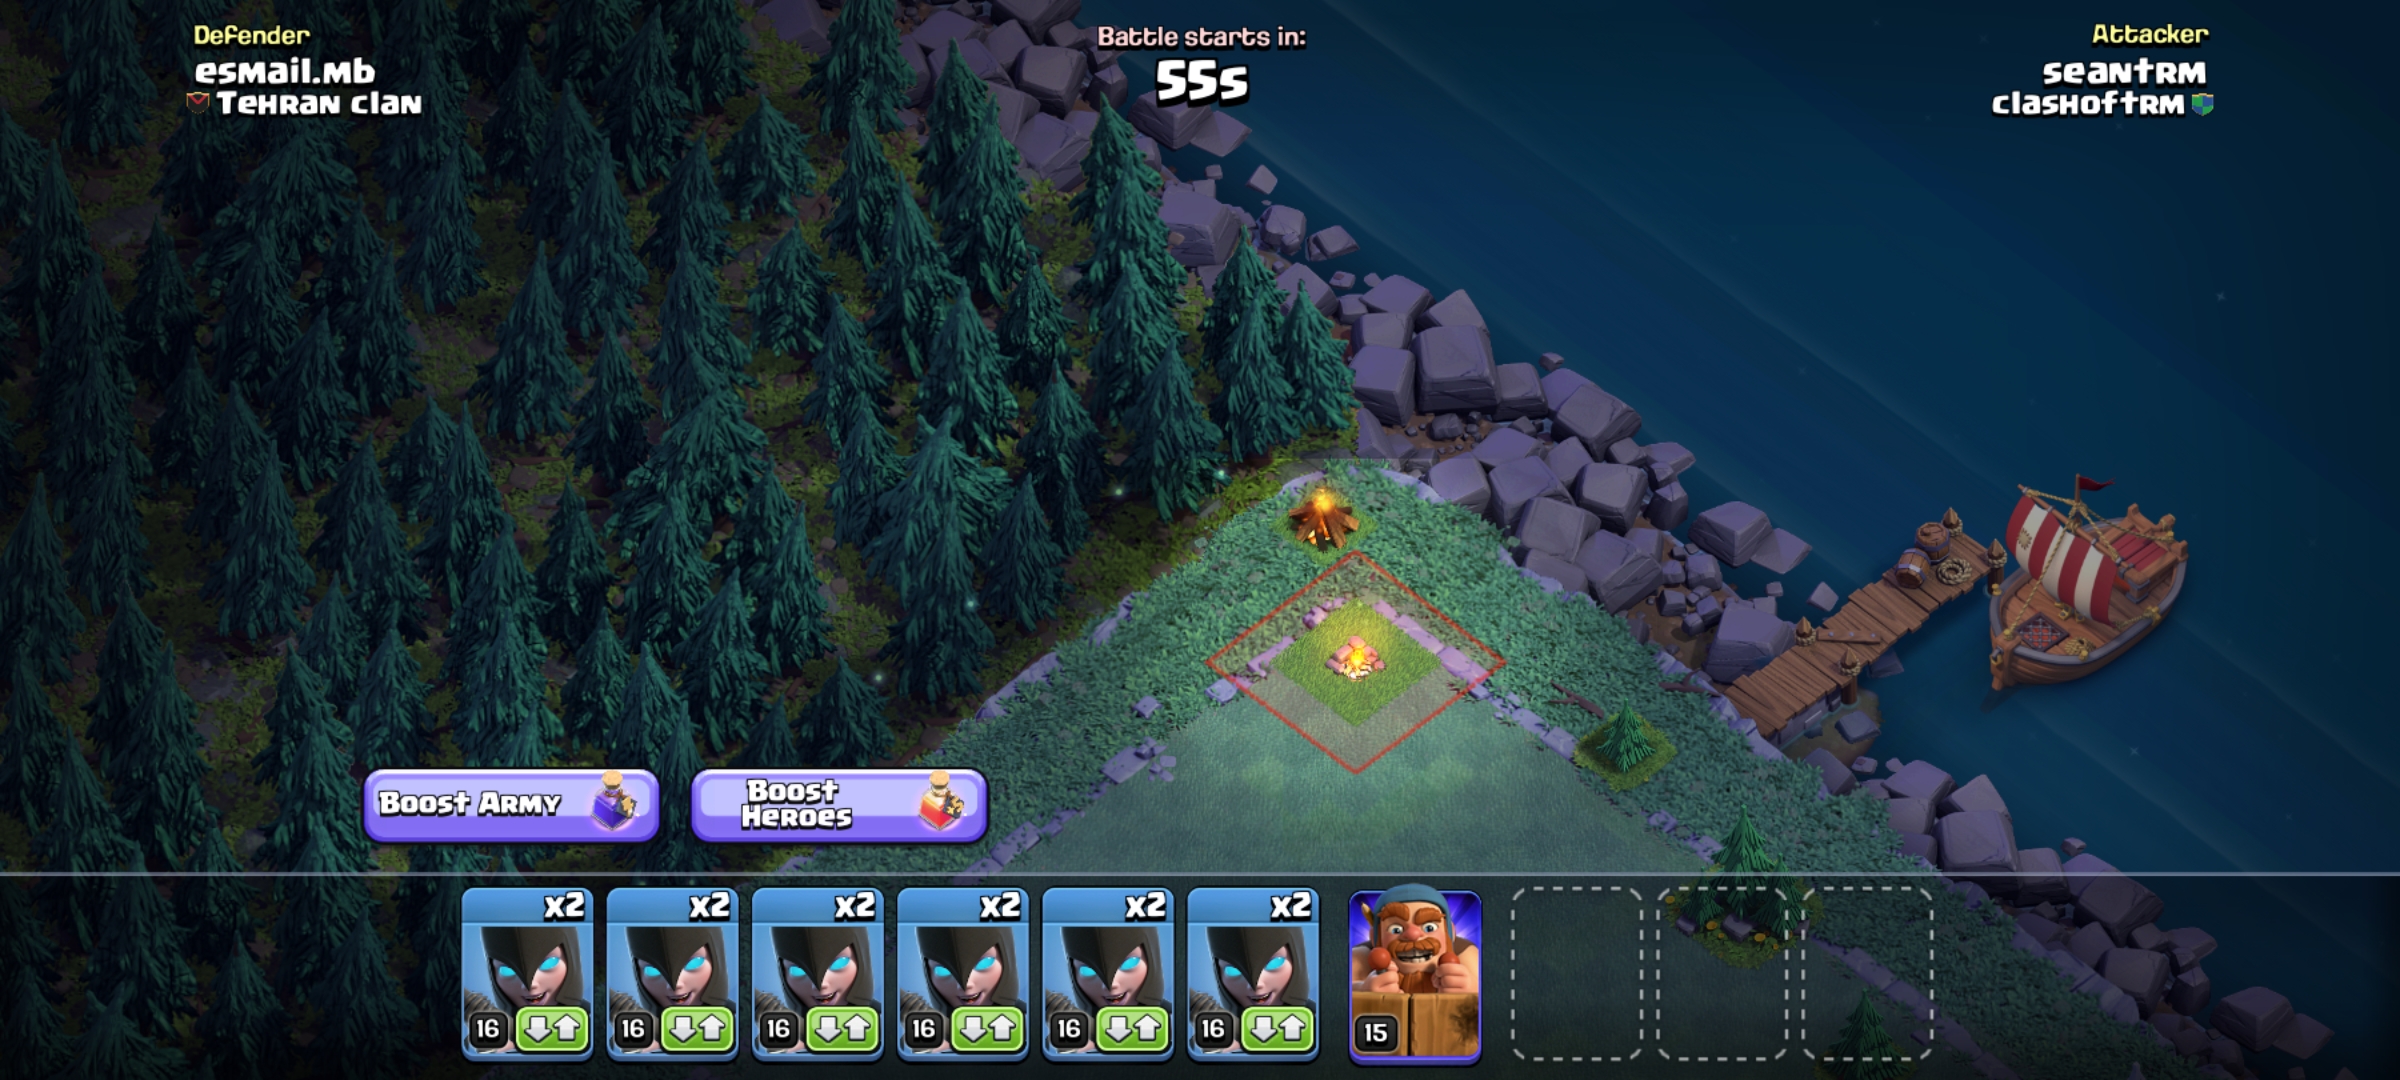 Defender
esmail.mb
Tehran clan
Battle starts in:
55s
Attacker
seantrm
clashoftrm
Boost Army
Boost
Heroes
x2
x2
x2
x2
x2
x2
16
16
16
16
16
16
15